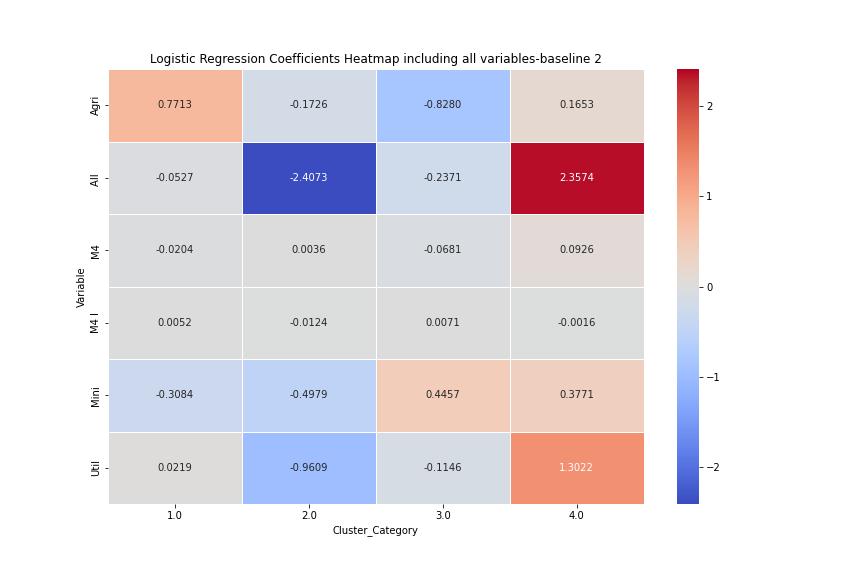 Logistic Regression Coefficients Heatmap including all variables-baseline 2
Variable
Agri 0.7713 -0.1726 -0.8280 0.1653
All -0.0527 -2.4073 -0.2371 2.3574
M4 -0.0204 0.0036 -0.0681 0.0926
M4 I 0.0052 -0.0124 0.0071 -0.0016
Mini -0.3084 -0.4979 0.4457 0.3771
Util 0.0219 -0.9609 -0.1146 1.3022
1.0 2.0 3.0 4.0
Cluster_Category
2
1
0
−1
−2